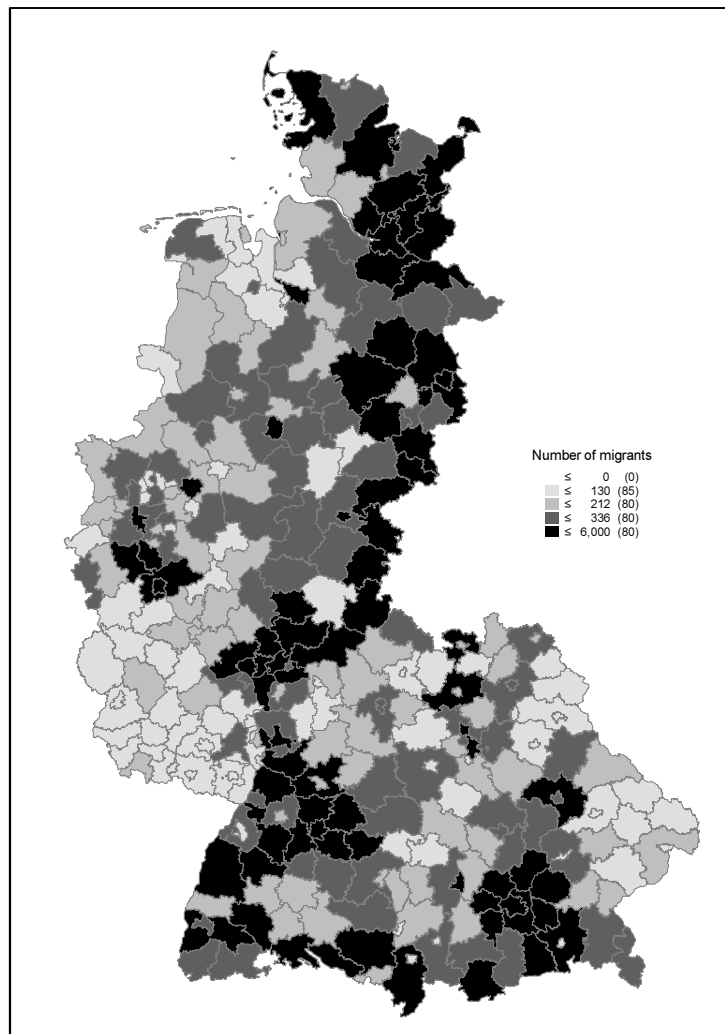 Number of migrants
≤ 0 (0)
≤ 130 (85)
≤ 212 (80)
≤ 336 (80)
≤ 6,000 (80)